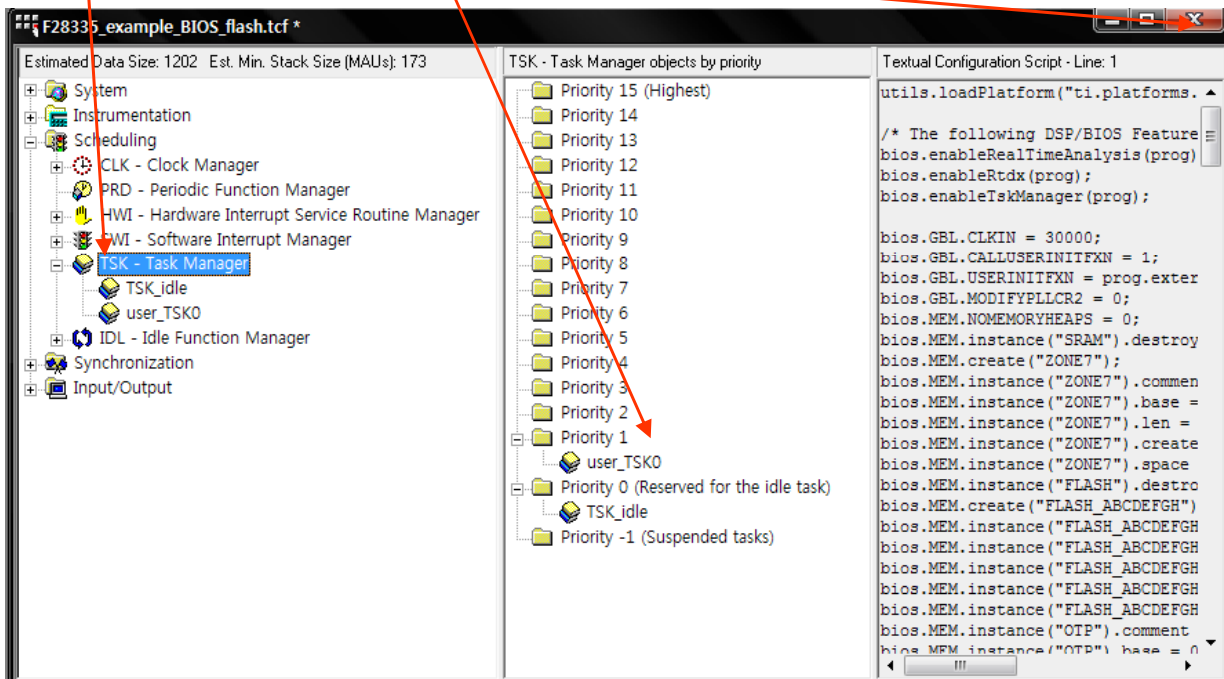 F28335_example_BIOS_flash.tcf *
Estimated Data Size: 1202 Est. Min. Stack Size (MAUs): 173
System
Instrumentation
Scheduling
CLK - Clock Manager
PRD - Periodic Function Manager
HWI - Hardware Interrupt Service Routine Manager
SWI - Software Interrupt Manager
TSK - Task Manager
TSK_idle
user_TSK0
IDL - Idle Function Manager
Synchronization
Input/Output
TSK - Task Manager objects by priority
Priority 15 (Highest)
Priority 14
Priority 13
Priority 12
Priority 11
Priority 10
Priority 9
Priority 8
Priority 7
Priority 6
Priority 5
Priority 4
Priority 3
Priority 2
Priority 1
user_TSK0
Priority 0 (Reserved for the idle task)
TSK_idle
Priority -1 (Suspended tasks)
Textual Configuration Script - Line: 1
utils.loadPlatform("ti.platforms.
/* The following DSP/BIOS Feature
bios.enableRealTimeAnalysis(prog)
bios.enableRtdx(prog);
bios.enableTskManager(prog);
bios.GBL.CLKIN = 30000;
bios.GBL.CALLUSERINITFXN = 1;
bios.GBL.USERINITFXN = prog.exter
bios.GBL.MODIFYPLLCR2 = 0;
bios.MEM.NOMEMORYHEAPS = 0;
bios.MEM.instance("SRAM").destroy
bios.MEM.create("ZONE7");
bios.MEM.instance("ZONE7").commen
bios.MEM.instance("ZONE7").base =
bios.MEM.instance("ZONE7").len =
bios.MEM.instance("ZONE7").create
bios.MEM.instance("ZONE7").space
bios.MEM.instance("FLASH").destro
bios.MEM.create("FLASH_ABCDEFGH")
bios.MEM.instance("FLASH_ABCDEFGH
bios.MEM.instance("FLASH_ABCDEFGH
bios.MEM.instance("FLASH_ABCDEFGH
bios.MEM.instance("FLASH_ABCDEFGH
bios.MEM.instance("FLASH_ABCDEFGH
bios.MEM.instance("OTP").comment
bios.MEM.instance("OTP").base = 0